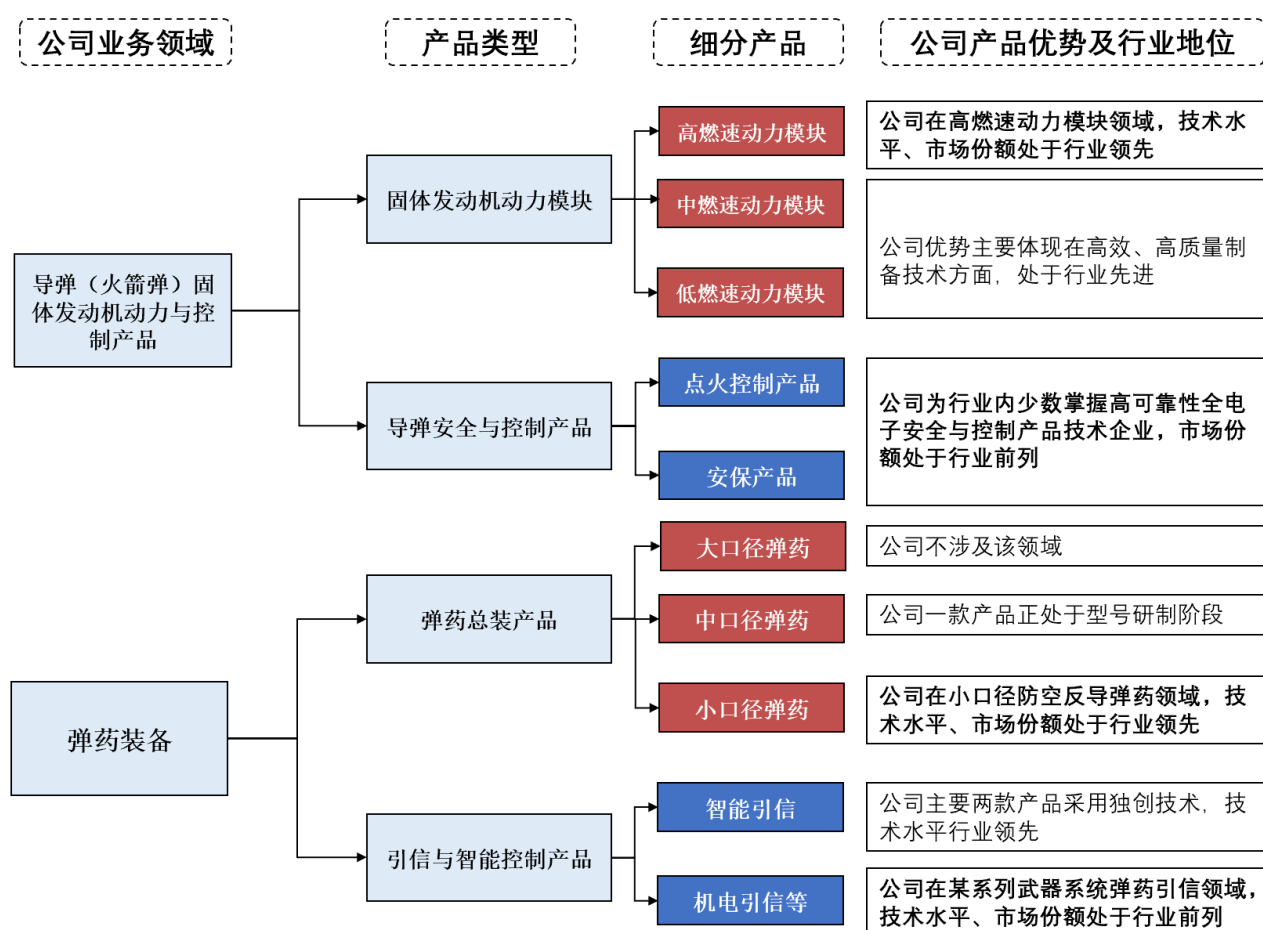 公司业务领域
产品类型
细分产品
公司产品优势及行业地位
导弹（火箭弹）固
体发动机动力与控
制产品
固体发动机动力模块
高燃速动力模块
公司在高燃速动力模块领域，技术水
平、市场份额处于行业领先
中燃速动力模块
低燃速动力模块
公司优势主要体现在高效、高质量制
备技术方面，处于行业先进
导弹安全与控制产品
点火控制产品
安保产品
公司为行业内少数掌握高可靠性全电
子安全与控制产品技术企业，市场份
额处于行业前列
弹药装备
弹药总装产品
大口径弹药
公司不涉及该领域
中口径弹药
公司一款产品正处于型号研制阶段
小口径弹药
公司在小口径防空反导弹药领域，技
术水平、市场份额处于行业领先
引信与智能控制产品
智能引信
公司主要两款产品采用独创技术，技
术水平行业领先
机电引信等
公司在某系列武器系统弹药引信领域，
技术水平、市场份额处于行业前列